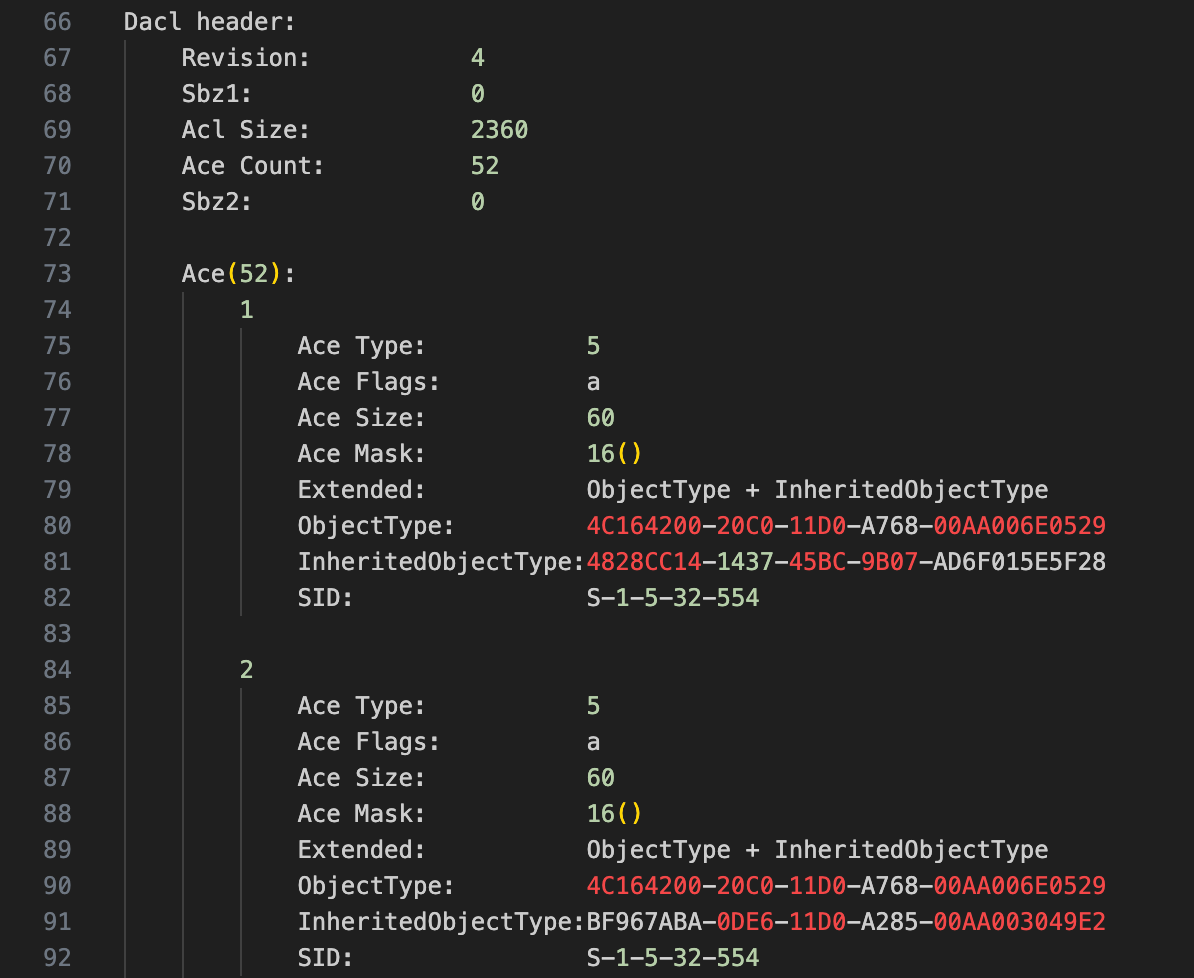 66 Dacl header:
67 Revision: 4
68 Sbz1: 0
69 Acl Size: 2360
70 Ace Count: 52
71 Sbz2: 0
72
73 Ace(52):
74 1
75 Ace Type: 5
76 Ace Flags: a
77 Ace Size: 60
78 Ace Mask: 16()
79 Extended: ObjectType + InheritedObjectType
80 ObjectType: 4C164200-20C0-11D0-A768-00AA006E0529
81 InheritedObjectType:4828CC14-1437-45BC-9B07-AD6F015E5F28
82 SID: S-1-5-32-554
83
84 2
85 Ace Type: 5
86 Ace Flags: a
87 Ace Size: 60
88 Ace Mask: 16()
89 Extended: ObjectType + InheritedObjectType
90 ObjectType: 4C164200-20C0-11D0-A768-00AA006E0529
91 InheritedObjectType:BF967ABA-0DE6-11D0-A285-00AA003049E2
92 SID: S-1-5-32-554